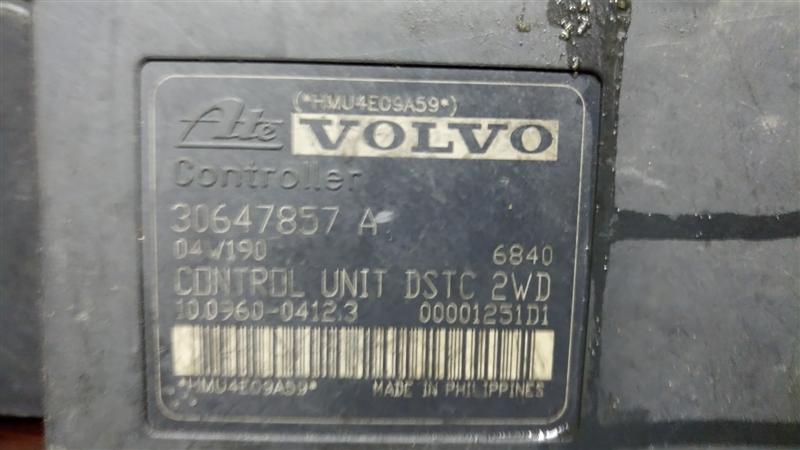 (*HMU4E09A59*)
Ate VOLVO
Controller
30647857 A
04W190 6840
CONTROL UNIT DSTC 2WD
10.0960-0412.3 00001251D1
*HMU4E09A59* MADE IN PHILIPPINES